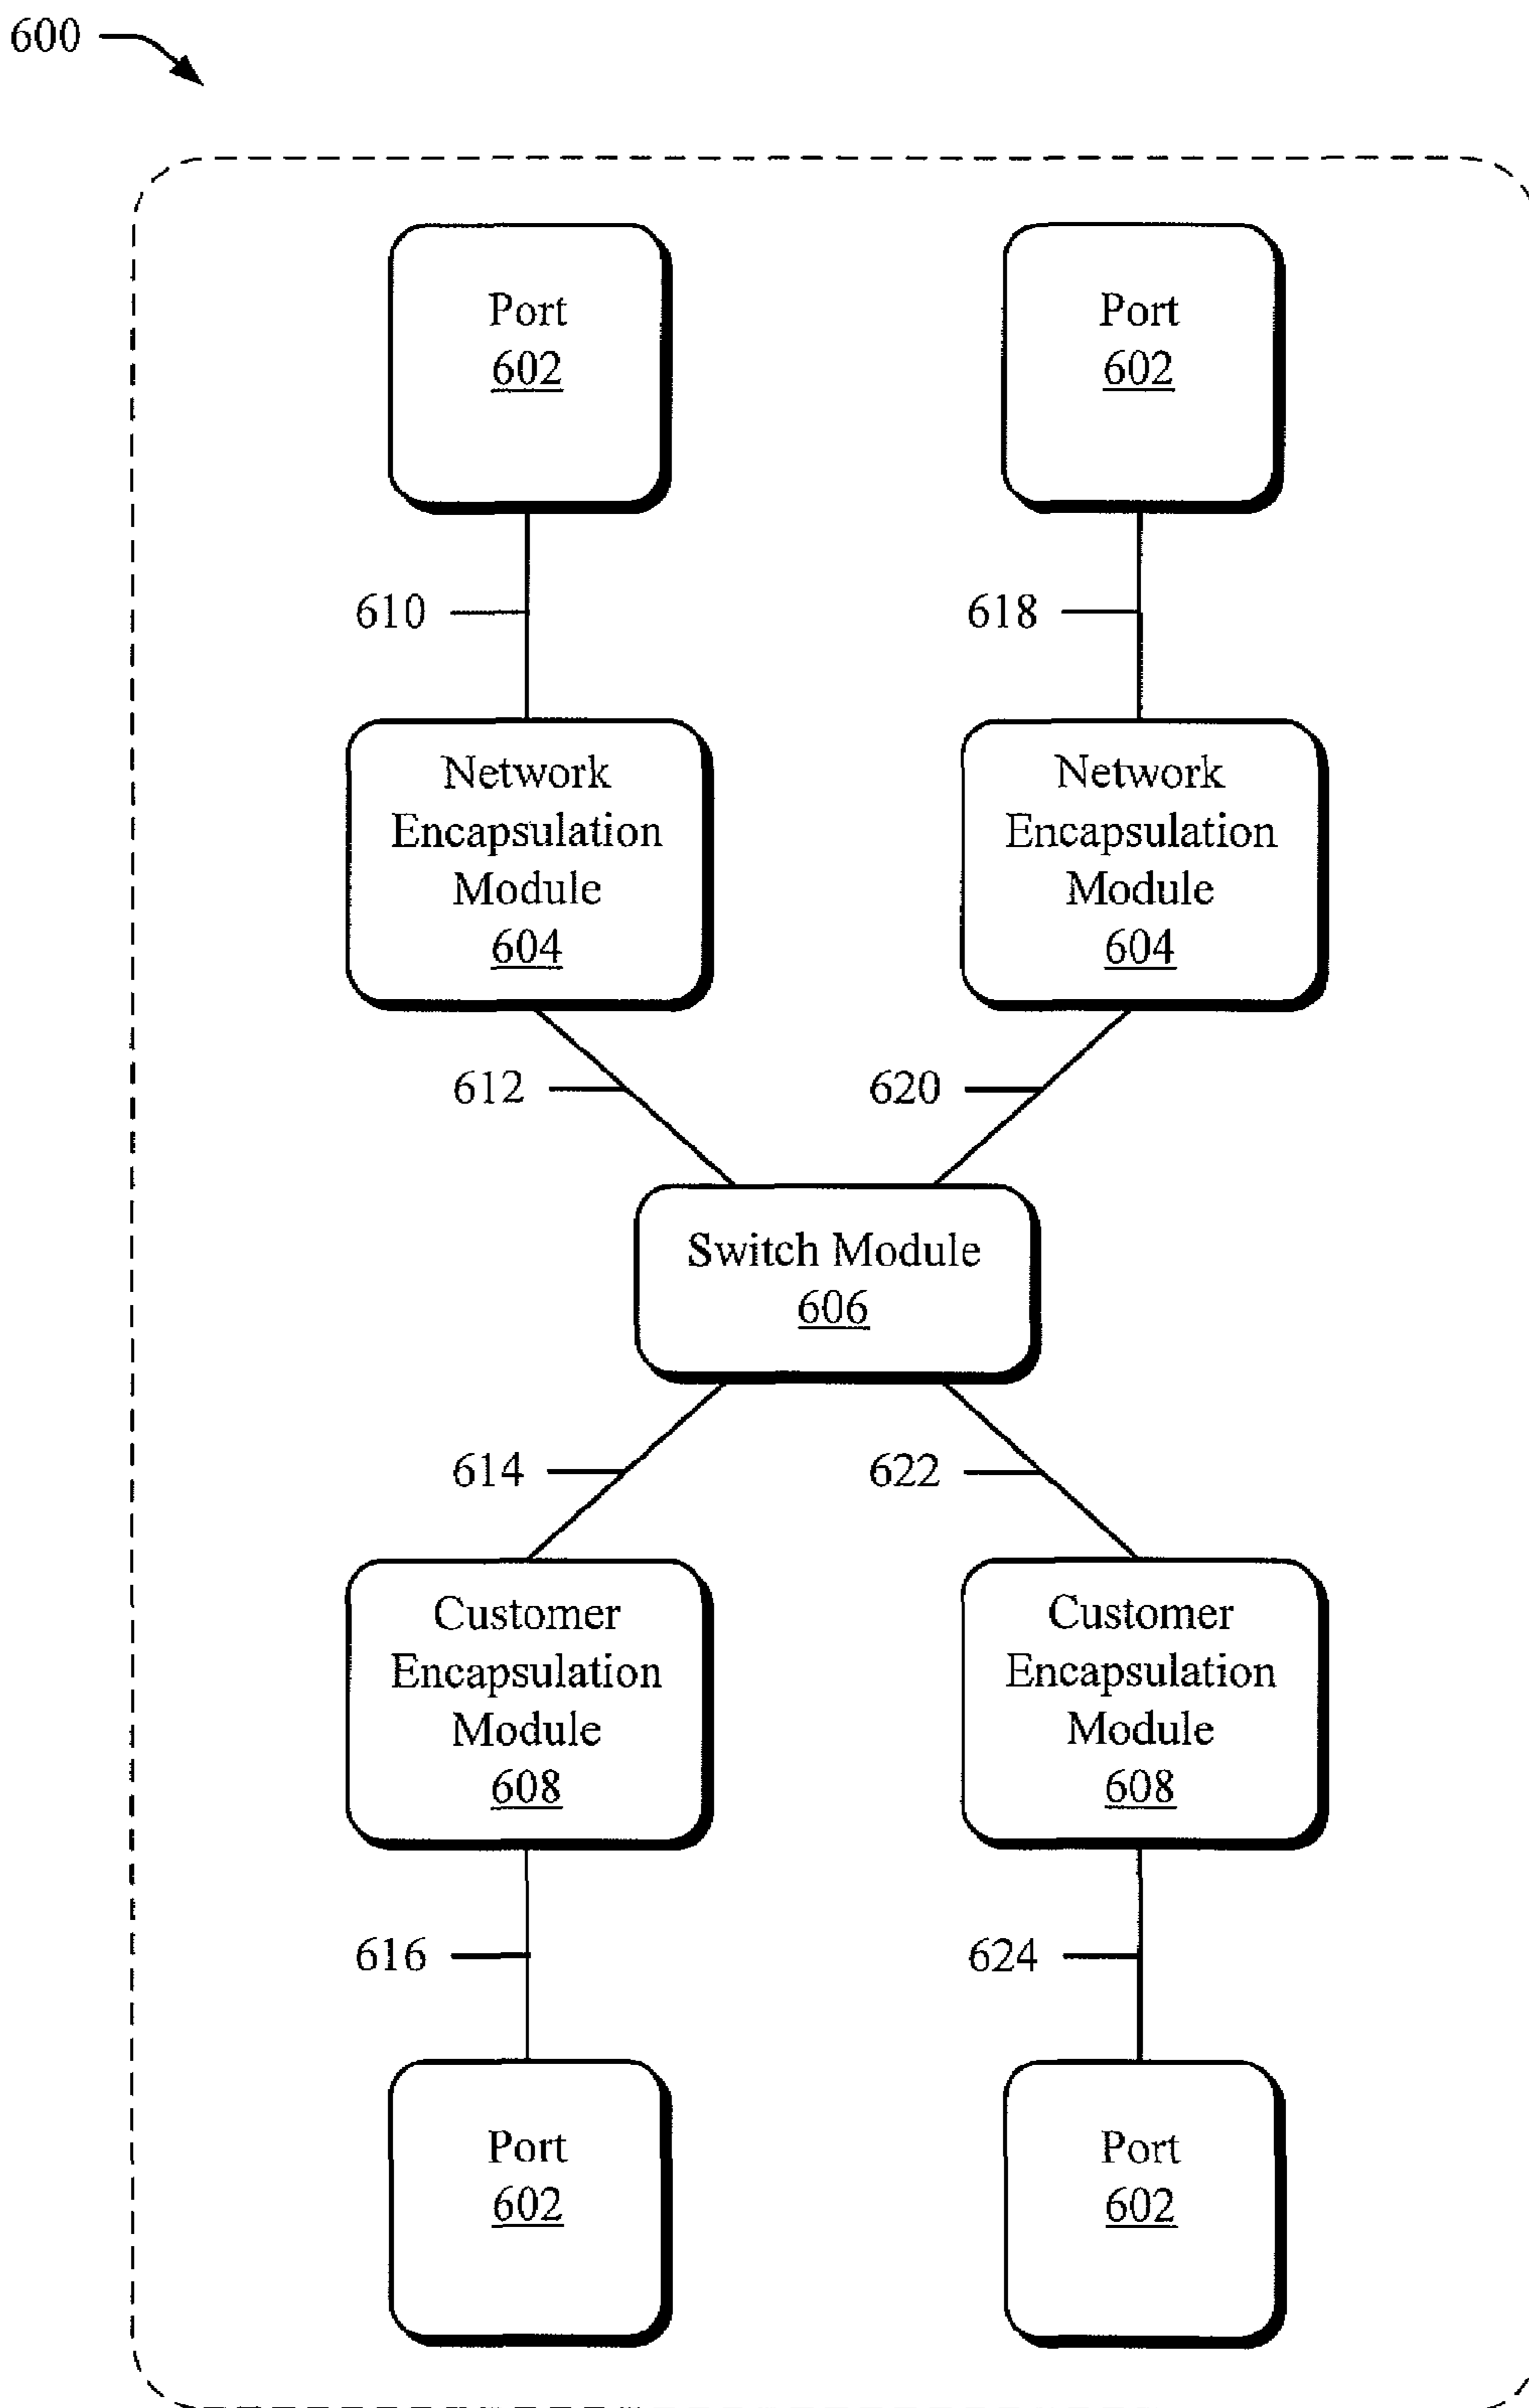 600
Port
602
Port
602
610
618
Network
Encapsulation
Module
604
Network
Encapsulation
Module
604
612
620
Switch Module
606
614
622
Customer
Encapsulation
Module
608
Customer
Encapsulation
Module
608
616
624
Port
602
Port
602